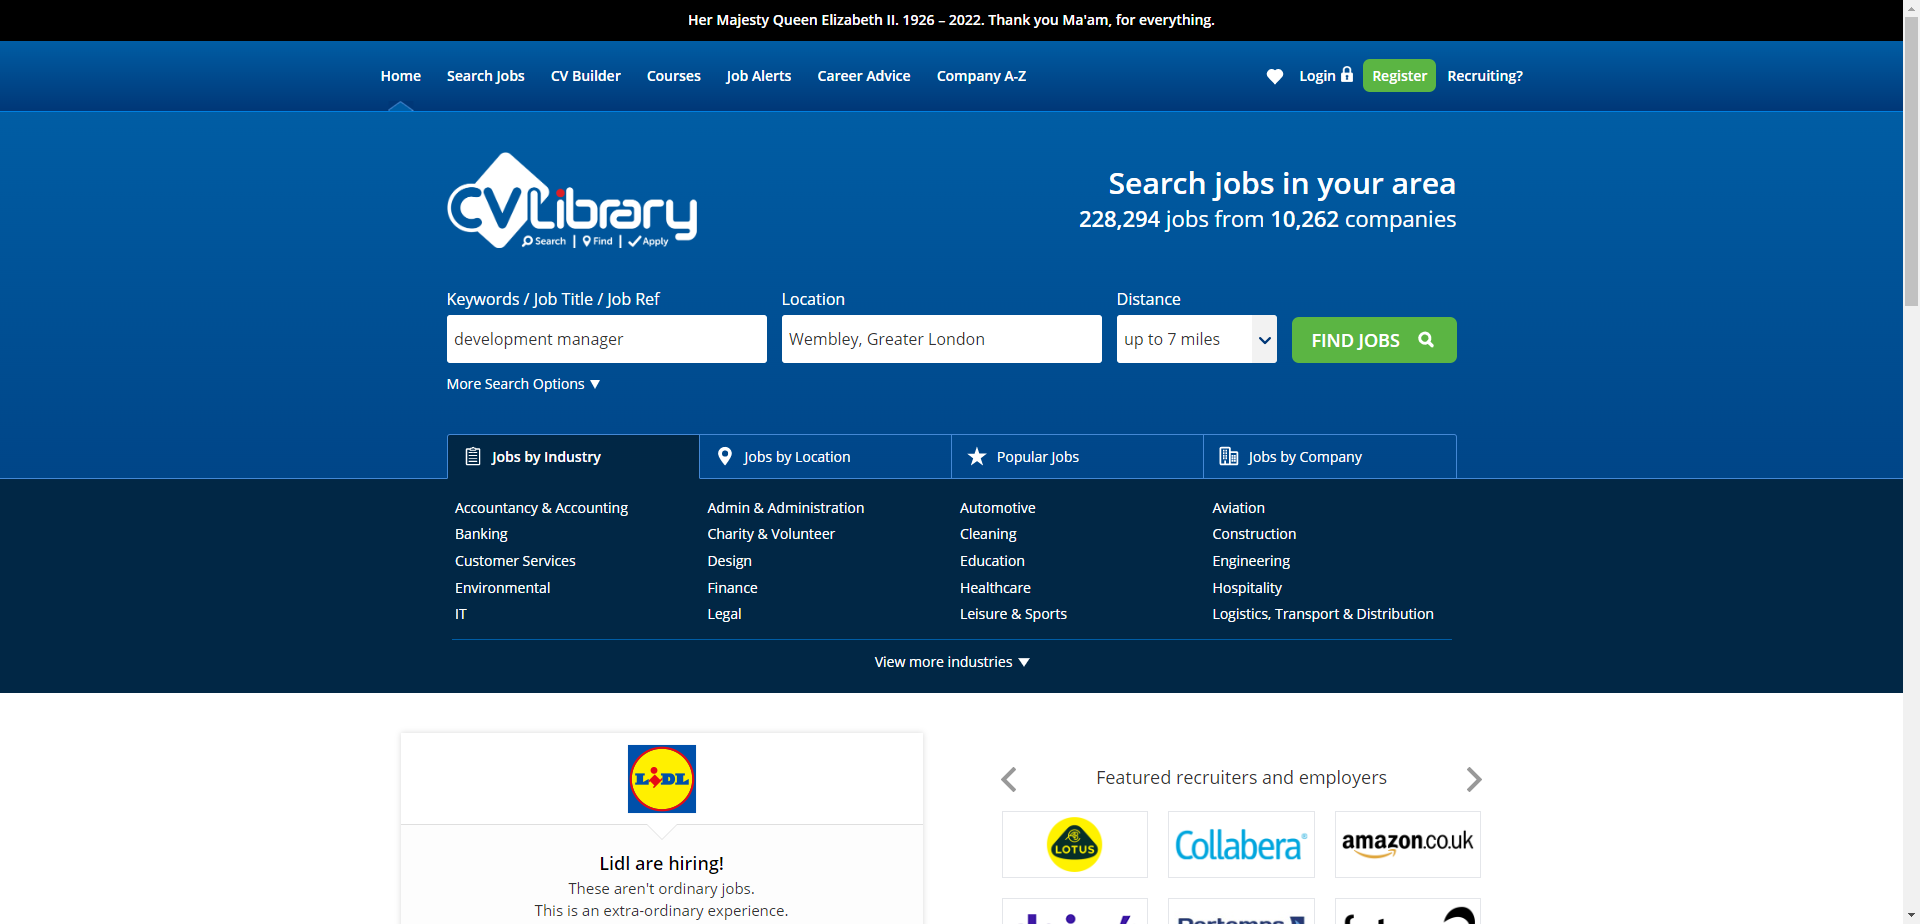 Her Majesty Queen Elizabeth II. 1926 – 2022. Thank you Ma'am, for everything.
Home Search Jobs CV Builder Courses Job Alerts Career Advice Company A-Z Login Register Recruiting?
CVLibrary
Search | Find | Apply
Search jobs in your area
228,294 jobs from 10,262 companies
Keywords / Job Title / Job Ref Location Distance
development manager Wembley, Greater London up to 7 miles FIND JOBS
More Search Options ▼
Jobs by Industry Jobs by Location Popular Jobs Jobs by Company
Accountancy & Accounting Admin & Administration Automotive Aviation
Banking Charity & Volunteer Cleaning Construction
Customer Services Design Education Engineering
Environmental Finance Healthcare Hospitality
IT Legal Leisure & Sports Logistics, Transport & Distribution
View more industries ▼
LIDL
Lidl are hiring!
These aren't ordinary jobs.
This is an extra-ordinary experience.
Featured recruiters and employers
LOTUS Collabera amazon.co.uk